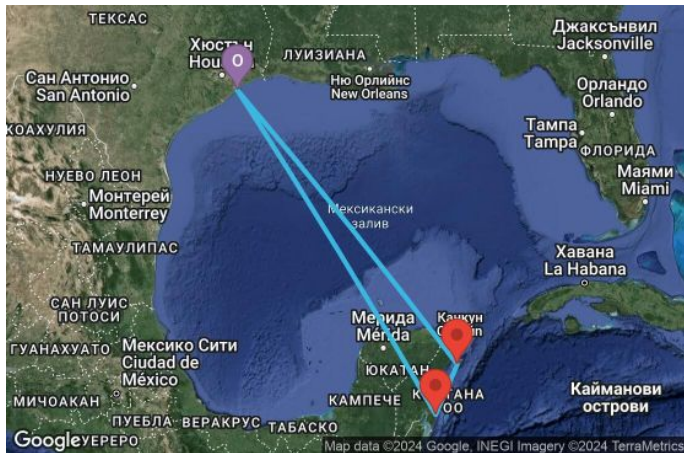 ТЕКСАС
Джаксънвил
Jacksonville
Хюстън
ЛУИЗИАНА
O
Сан Антонио
San Antonio
Ню Орлийнс
New Orleans
Орландо
Orlando
КОАХУЛИЯ
Тампа
Tampa
ФЛОРИДА
НУЕВО ЛЕОН
Маями
Miami
Монтерей
Monterrey
Мексикански
залив
ТАМАУЛИПАС
Хавана
La Habana
САН ЛУИС
ПОТОСИ
Мерида
Mérida
ГУАНАХУАТО
Мексико Сити
Ciudad de
México
ЮКАТАН
Кайманови
острови
МИЧОАКАН
КАМПЕЧЕ
ПУЕБЛА
ВЕРАКРУС
ТАБАСКО
Google
Map data ©2024 Google, INEGI Imagery ©2024 TerraMetrics